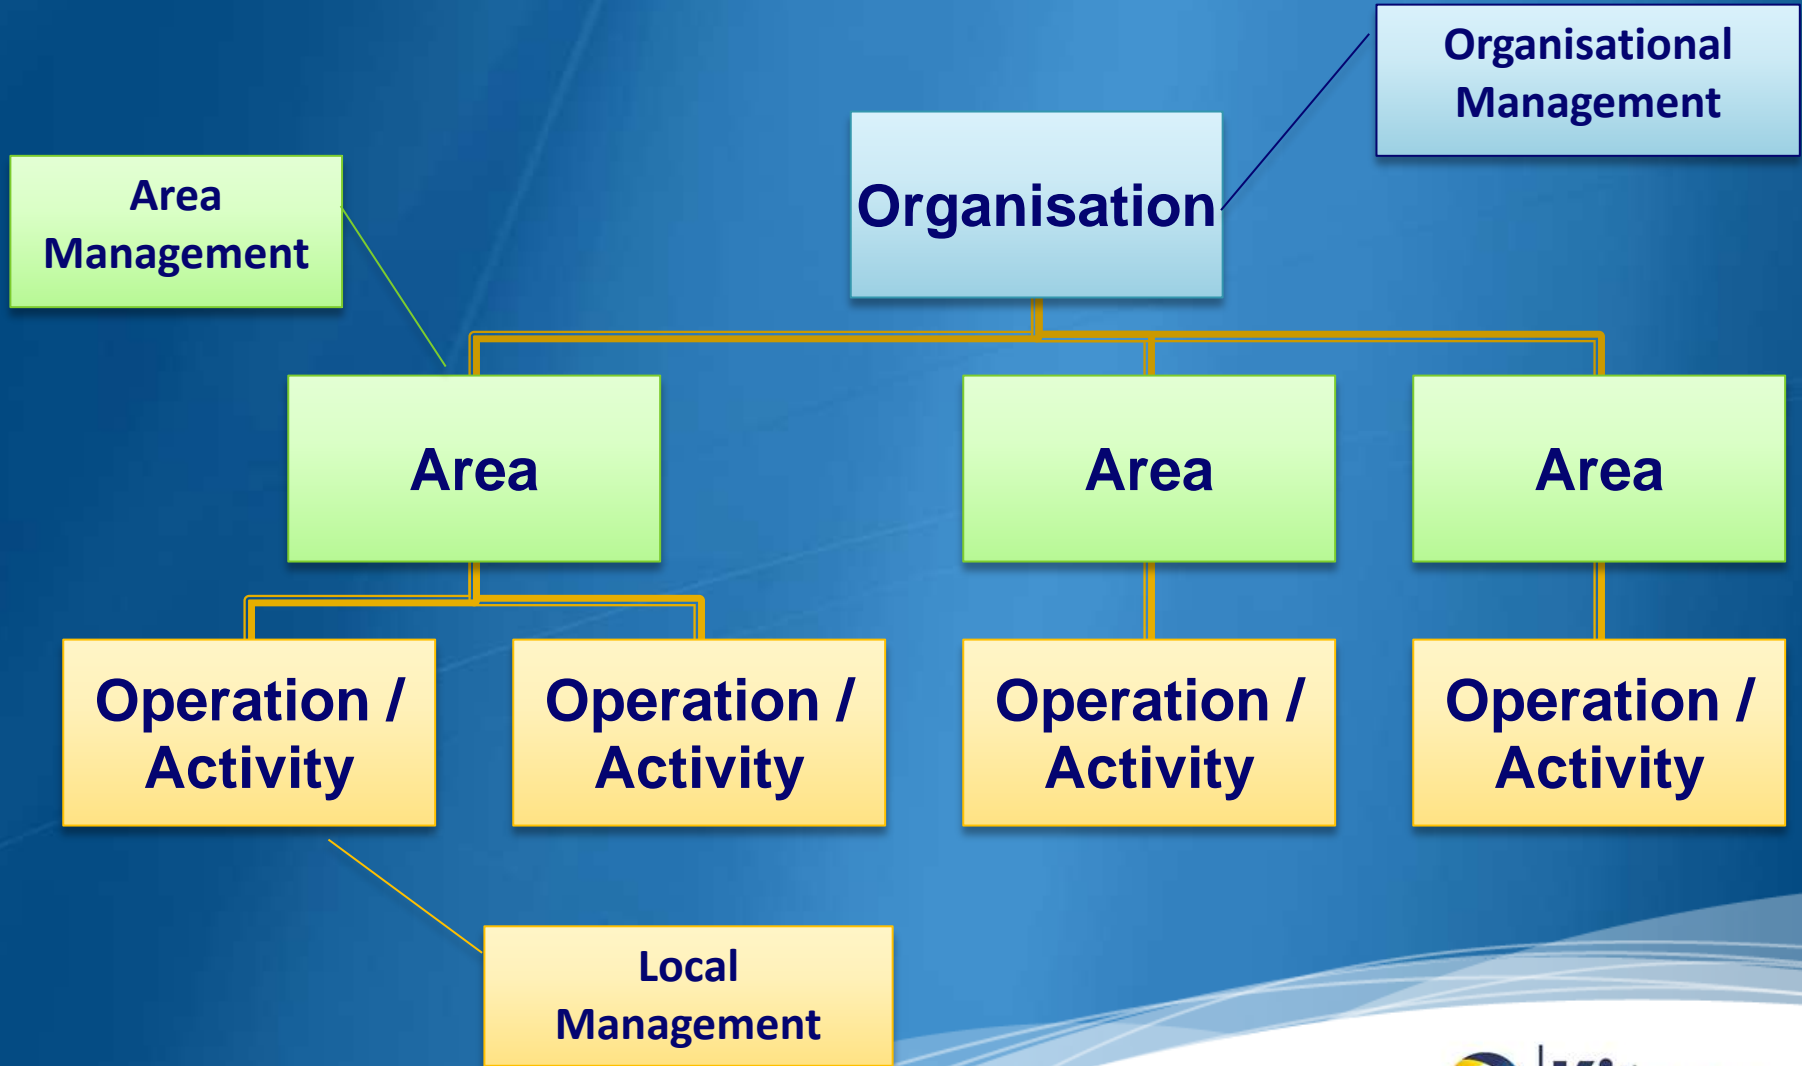 Organisational
Management
Area
Management
Organisation
Area
Area
Area
Operation /
Activity
Operation /
Activity
Operation /
Activity
Operation /
Activity
Local
Management